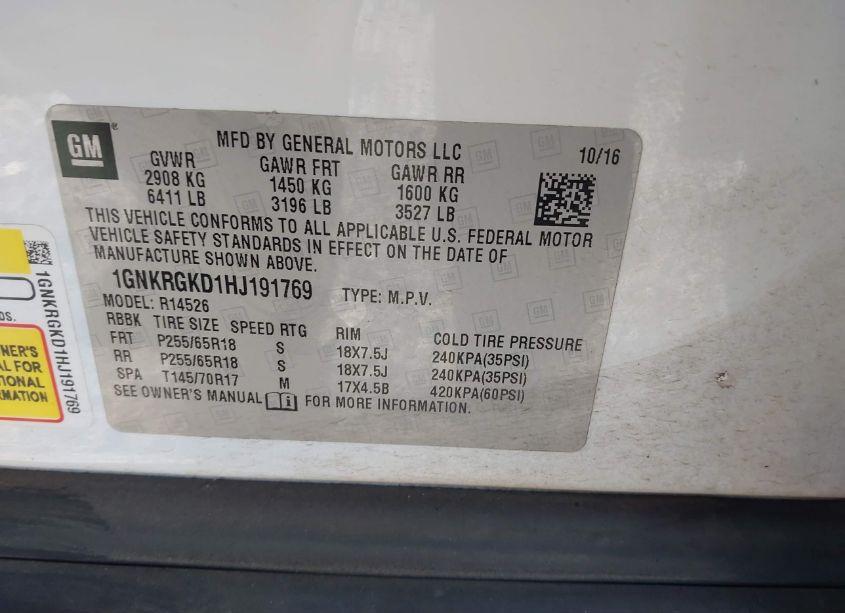 GM
MFD BY GENERAL MOTORS LLC
10/16
GVWR GAWR FRT GAWR RR
2908 KG 1450 KG 1600 KG
6411 LB 3196 LB 3527 LB
THIS VEHICLE CONFORMS TO ALL APPLICABLE U.S. FEDERAL MOTOR
VEHICLE SAFETY STANDARDS IN EFFECT ON THE DATE OF
MANUFACTURE SHOWN ABOVE.
1GNKRGKD1HJ191769 TYPE: M.P.V.
MODEL: R14526
RBBK TIRE SIZE SPEED RTG RIM COLD TIRE PRESSURE
FRT P255/65R18 S 18X7.5J 240KPA(35PSI)
RR P255/65R18 S 18X7.5J 240KPA(35PSI)
SPA T145/70R17 M 17X4.5B 420KPA(60PSI)
SEE OWNER'S MANUAL FOR MORE INFORMATION.
1GNKRGKD1HJ191769
FOR